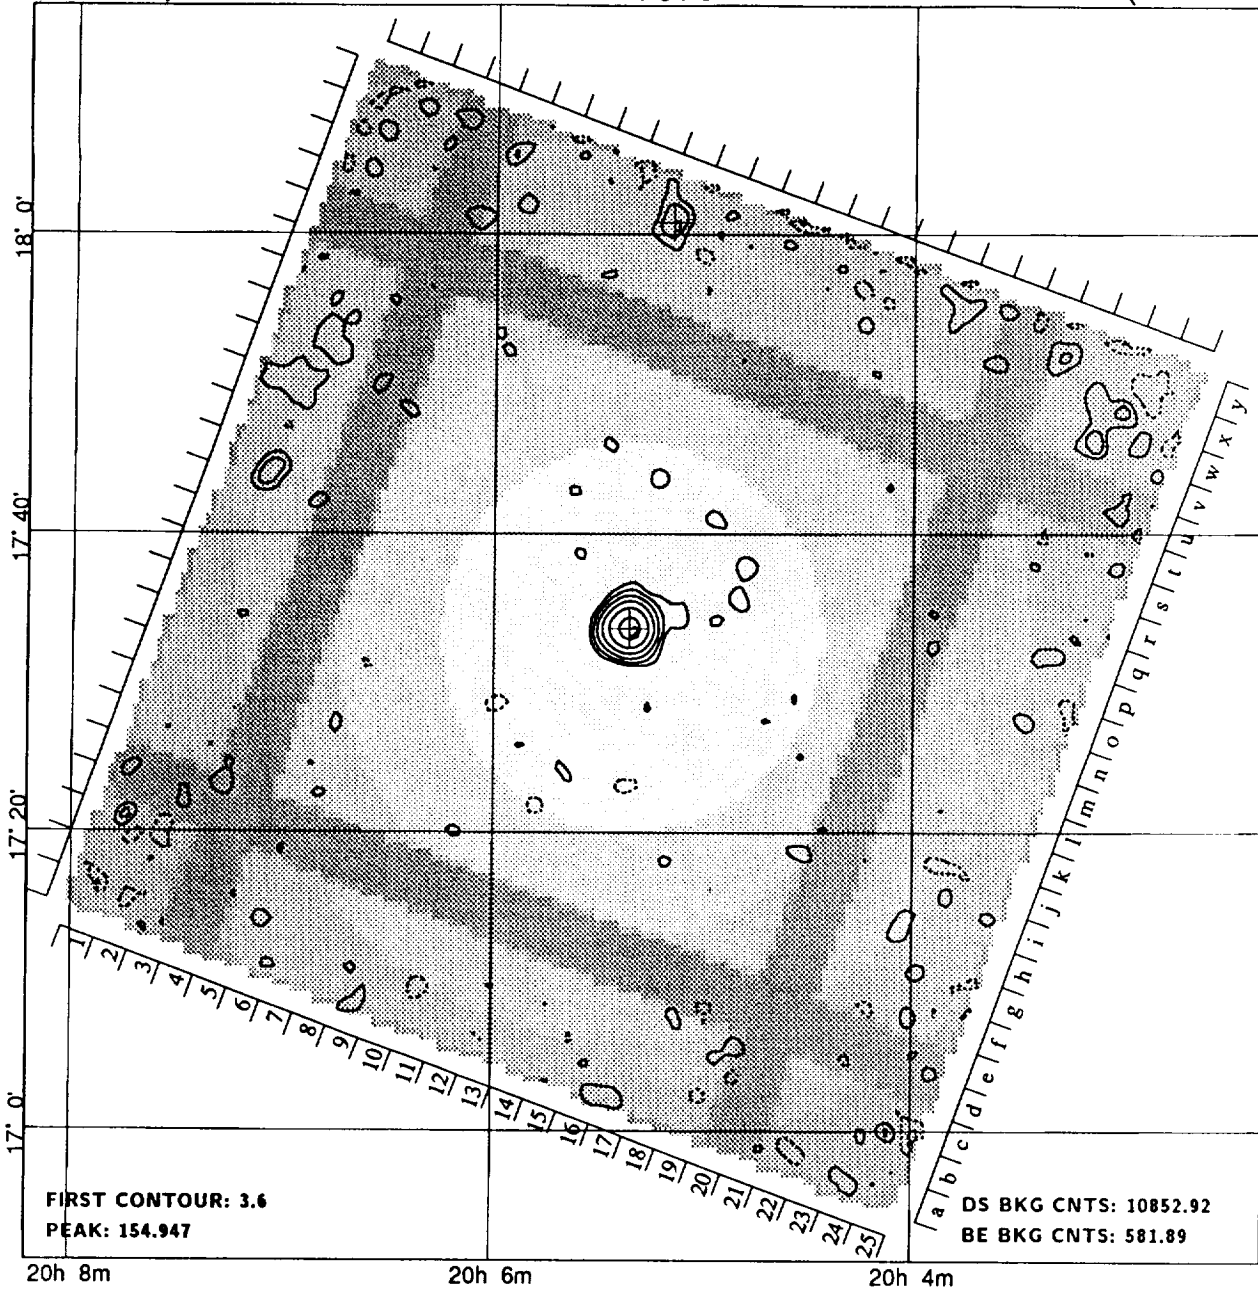 18° 0'
17° 40'
17° 20'
17° 0'
y
x
w
v
u
t
s
r
q
p
o
n
m
l
k
j
i
h
g
f
e
d
c
b
a
1 2 3 4 5 6 7 8 9 10 11 12 13 14 15 16 17 18 19 20 21 22 23 24 25
FIRST CONTOUR: 3.6
PEAK: 154.947
DS BKG CNTS: 10852.92
BE BKG CNTS: 581.89
20h 8m 20h 6m 20h 4m